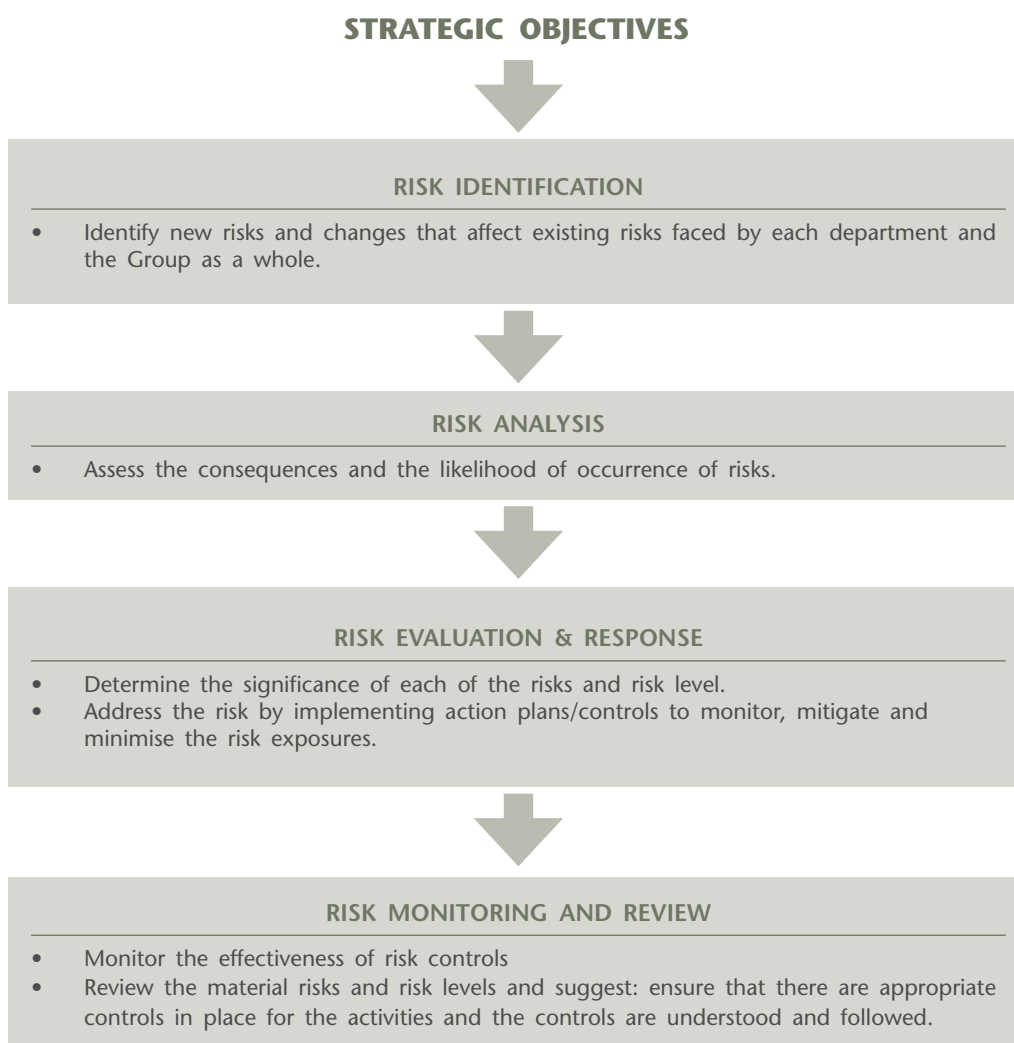 STRATEGIC OBJECTIVES
RISK IDENTIFICATION
• Identify new risks and changes that affect existing risks faced by each department and
the Group as a whole.
RISK ANALYSIS
• Assess the consequences and the likelihood of occurrence of risks.
RISK EVALUATION & RESPONSE
• Determine the significance of each of the risks and risk level.
• Address the risk by implementing action plans/controls to monitor, mitigate and
minimise the risk exposures.
RISK MONITORING AND REVIEW
• Monitor the effectiveness of risk controls
• Review the material risks and risk levels and suggest: ensure that there are appropriate
controls in place for the activities and the controls are understood and followed.